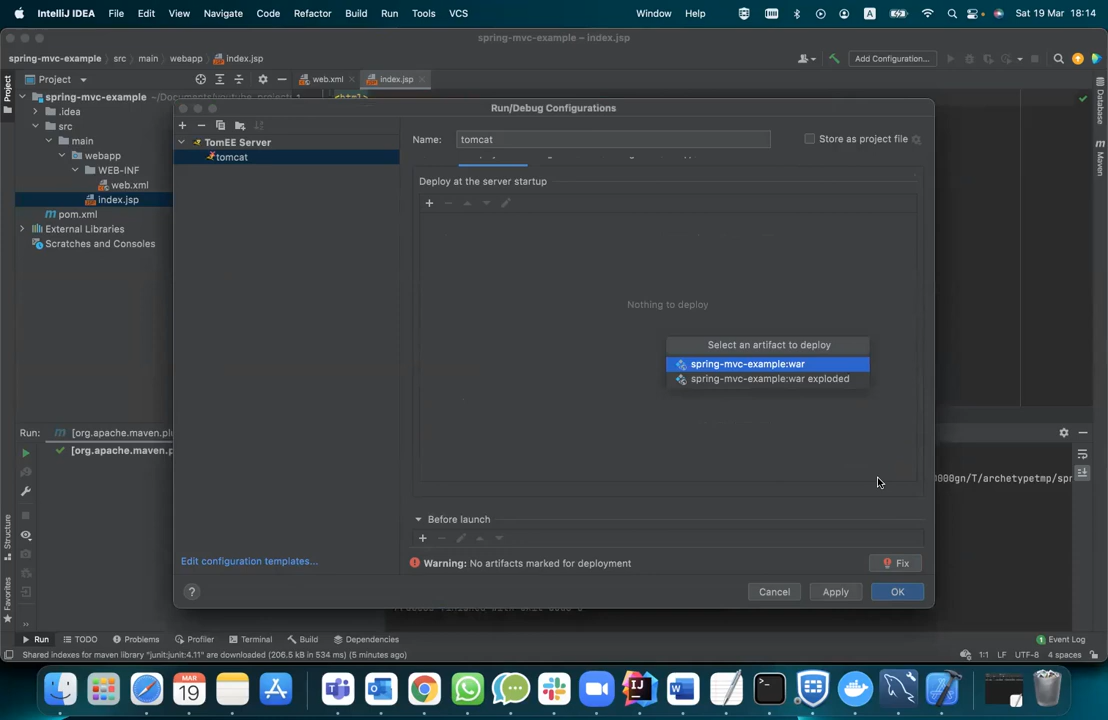 IntelliJ IDEA File Edit View Navigate Code Refactor Build Run Tools VCS Window Help A Sat 19 Mar 18:14
spring-mvc-example – index.jsp
spring-mvc-example src main webapp index.jsp Add Configuration...
Project web.xml index.jsp
Project
spring-mvc-example
.idea
src
main
webapp
WEB-INF
web.xml
index.jsp
pom.xml
External Libraries
Scratches and Consoles
1 <html>
Database
m Maven
Run/Debug Configurations
TomEE Server
tomcat
Name: tomcat Store as project file
Deploy at the server startup
Nothing to deploy
Select an artifact to deploy
spring-mvc-example:war
spring-mvc-example:war exploded
Before launch
Warning: No artifacts marked for deployment Fix
Edit configuration templates...
? Cancel Apply OK
Run: m [org.apache.maven.plu
[org.apache.maven.p
0000gn/T/archetypetmp/spr
Structure
Favorites
Run TODO Problems Profiler Terminal Build Dependencies 1 Event Log
Shared indexes for maven library "junit:junit:4.11" are downloaded (206.5 kB in 534 ms) (5 minutes ago) 1:1 LF UTF-8 4 spaces
MAR
19